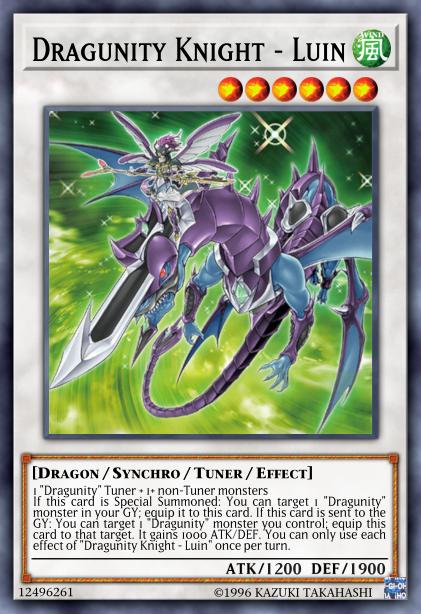 DRAGUNITY KNIGHT - LUIN
WIND
風
[DRAGON / SYNCHRO / TUNER / EFFECT]
1 "Dragunity" Tuner + 1+ non-Tuner monsters
If this card is Special Summoned: You can target 1 "Dragunity"
monster in your GY; equip it to this card. If this card is sent to the
GY: You can target 1 "Dragunity" monster you control; equip this
card to that target. It gains 1000 ATK/DEF. You can only use each
effect of "Dragunity Knight - Luin" once per turn.
ATK/1200 DEF/1900
12496261
©1996 KAZUKI TAKAHASHI